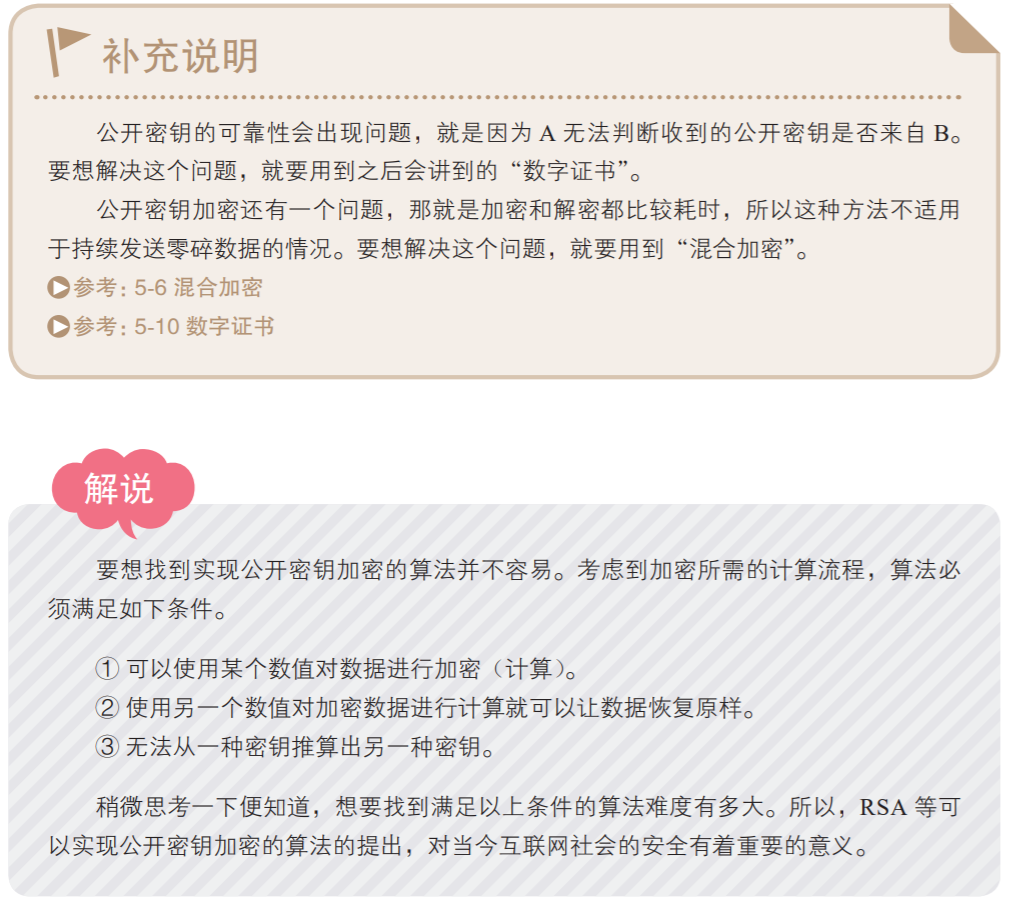 补充说明
公开密钥的可靠性会出现问题，就是因为 A 无法判断收到的公开密钥是否来自 B。
要想解决这个问题，就要用到之后会讲到的“数字证书”。
公开密钥加密还有一个问题，那就是加密和解密都比较耗时，所以这种方法不适用
于持续发送零碎数据的情况。要想解决这个问题，就要用到“混合加密”。
参考：5-6 混合加密
参考：5-10 数字证书
解说
要想找到实现公开密钥加密的算法并不容易。考虑到加密所需的计算流程，算法必
须满足如下条件。
① 可以使用某个数值对数据进行加密（计算）。
② 使用另一个数值对加密数据进行计算就可以让数据恢复原样。
③ 无法从一种密钥推算出另一种密钥。
稍微思考一下便知道，想要找到满足以上条件的算法难度有多大。所以，RSA 等可
以实现公开密钥加密的算法的提出，对当今互联网社会的安全有着重要的意义。